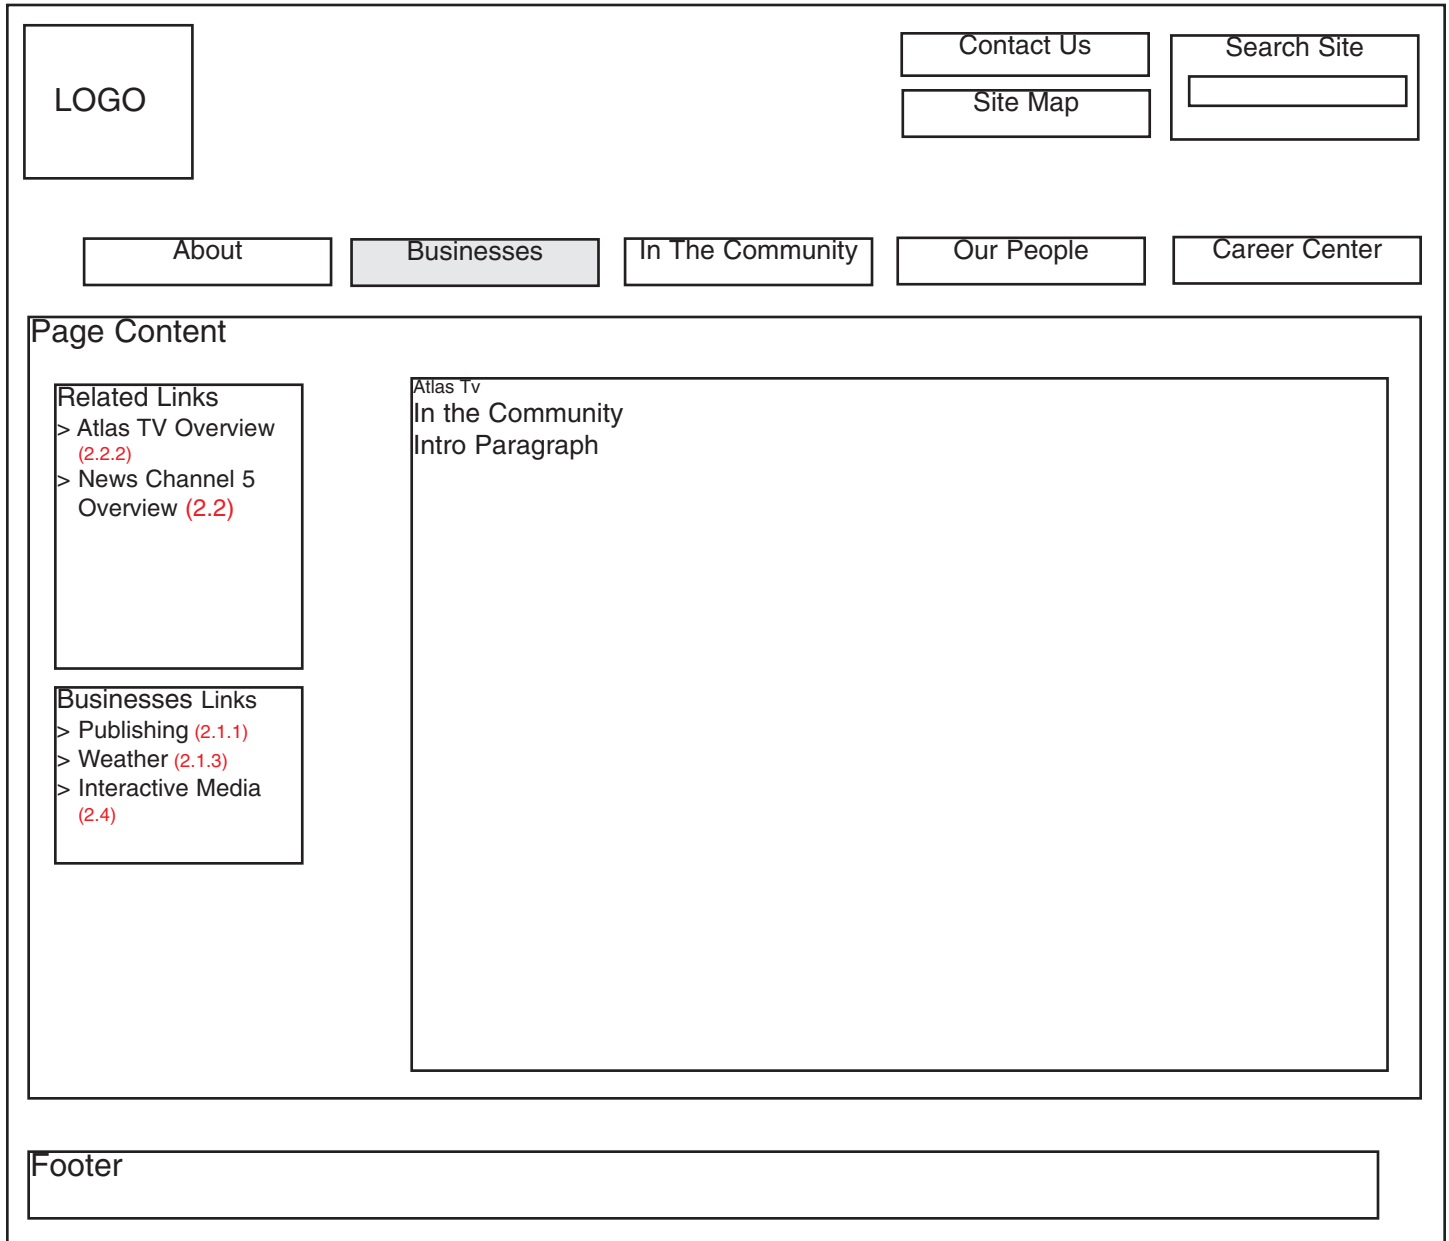 LOGO
Contact Us
Site Map
Search Site
About
Businesses
In The Community
Our People
Career Center
Page Content
Related Links
> Atlas TV Overview
(2.2.2)
> News Channel 5
Overview (2.2)
Businesses Links
> Publishing (2.1.1)
> Weather (2.1.3)
> Interactive Media
(2.4)
Atlas Tv
In the Community
Intro Paragraph
Footer